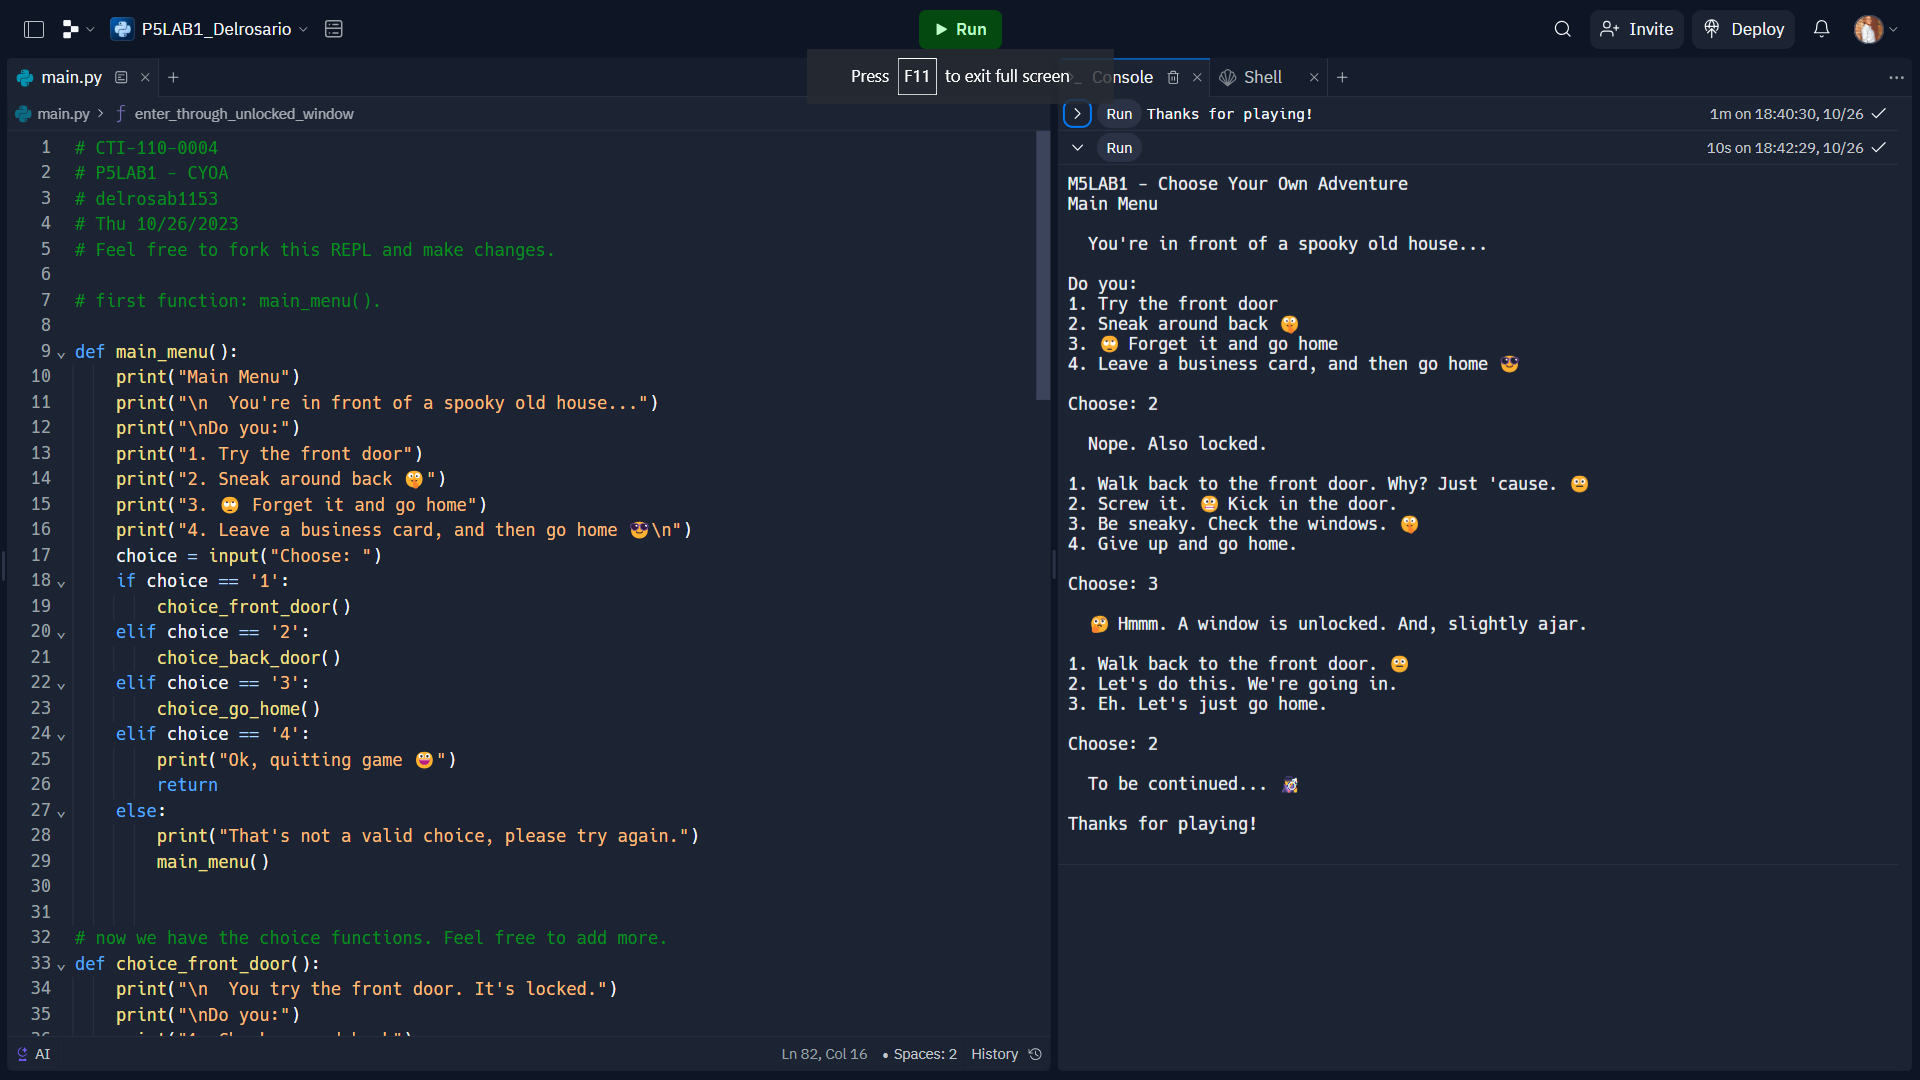 P5LAB1_Delrosario
Run
Invite
Deploy
Press F11 to exit full screen
main.py
Console
Shell
main.py > enter_through_unlocked_window
1 # CTI-110-0004
2 # P5LAB1 - CYOA
3 # delrosab1153
4 # Thu 10/26/2023
5 # Feel free to fork this REPL and make changes.
6
7 # first function: main_menu().
8
9 def main_menu():
10 print("Main Menu")
11 print("\n  You're in front of a spooky old house...")
12 print("\nDo you:")
13 print("1. Try the front door")
14 print("2. Sneak around back 🤫")
15 print("3. 🙄 Forget it and go home")
16 print("4. Leave a business card, and then go home 😎\n")
17 choice = input("Choose: ")
18 if choice == '1':
19 choice_front_door()
20 elif choice == '2':
21 choice_back_door()
22 elif choice == '3':
23 choice_go_home()
24 elif choice == '4':
25 print("Ok, quitting game 😀")
26 return
27 else:
28 print("That's not a valid choice, please try again.")
29 main_menu()
30
31
32 # now we have the choice functions. Feel free to add more.
33 def choice_front_door():
34 print("\n  You try the front door. It's locked.")
35 print("\nDo you:")
AI
Ln 82, Col 16 • Spaces: 2 History
Run Thanks for playing! 1m on 18:40:30, 10/26
Run 10s on 18:42:29, 10/26
M5LAB1 - Choose Your Own Adventure
Main Menu
You're in front of a spooky old house...
Do you:
1. Try the front door
2. Sneak around back 🤫
3. 🙄 Forget it and go home
4. Leave a business card, and then go home 😎
Choose: 2
Nope. Also locked.
1. Walk back to the front door. Why? Just 'cause. 😐
2. Screw it. 😬 Kick in the door.
3. Be sneaky. Check the windows. 🤫
4. Give up and go home.
Choose: 3
🤔 Hmmm. A window is unlocked. And, slightly ajar.
1. Walk back to the front door. 😐
2. Let's do this. We're going in.
3. Eh. Let's just go home.
Choose: 2
To be continued... 👩‍🚀
Thanks for playing!